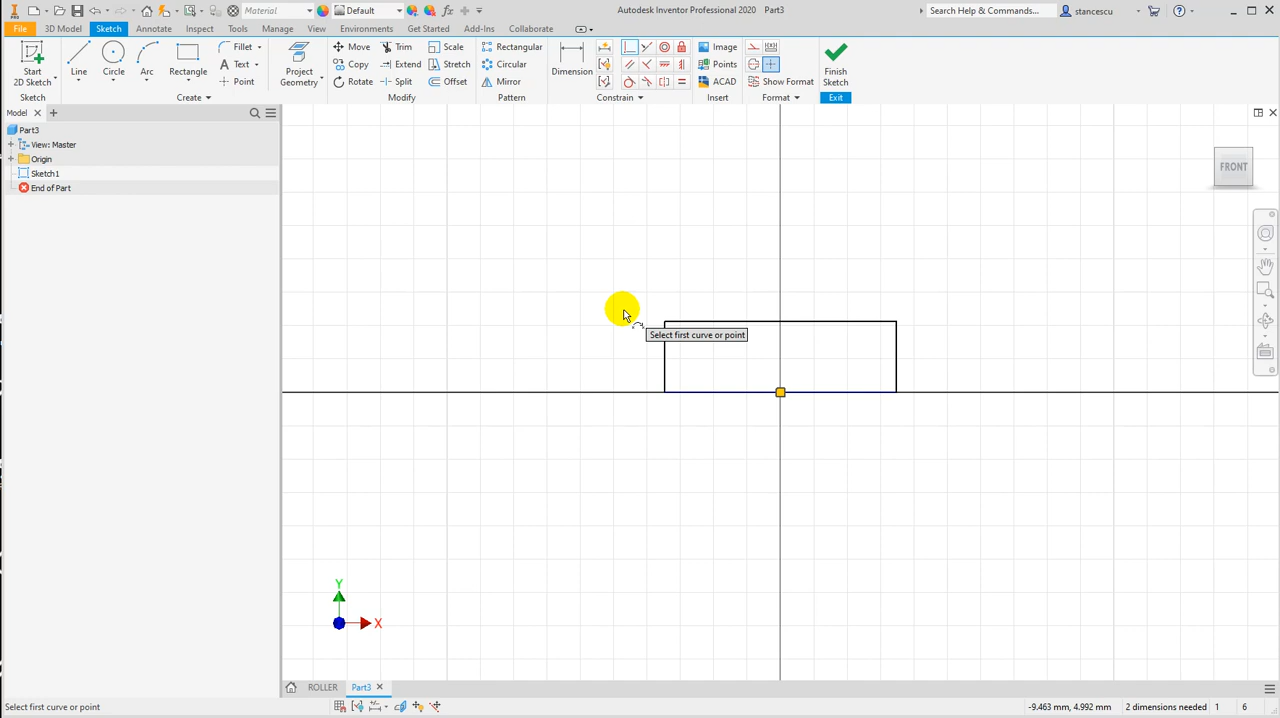 Material
Default
Autodesk Inventor Professional 2020 Part3
Search Help & Commands...
stancescu
File
3D Model
Sketch
Annotate
Inspect
Tools
Manage
View
Environments
Get Started
Add-Ins
Collaborate
Start
2D Sketch
Line
Circle
Arc
Rectangle
Fillet
Text
Point
Project
Geometry
Move
Copy
Rotate
Trim
Extend
Split
Scale
Stretch
Offset
Rectangular
Circular
Mirror
Dimension
Image
Points
ACAD
Show Format
Finish
Sketch
Sketch
Create
Modify
Pattern
Constrain
Insert
Format
Exit
Model
Part3
View: Master
Origin
Sketch1
End of Part
FRONT
Select first curve or point
Y
X
ROLLER
Part3
Select first curve or point
-9.463 mm, 4.992 mm
2 dimensions needed
1
6